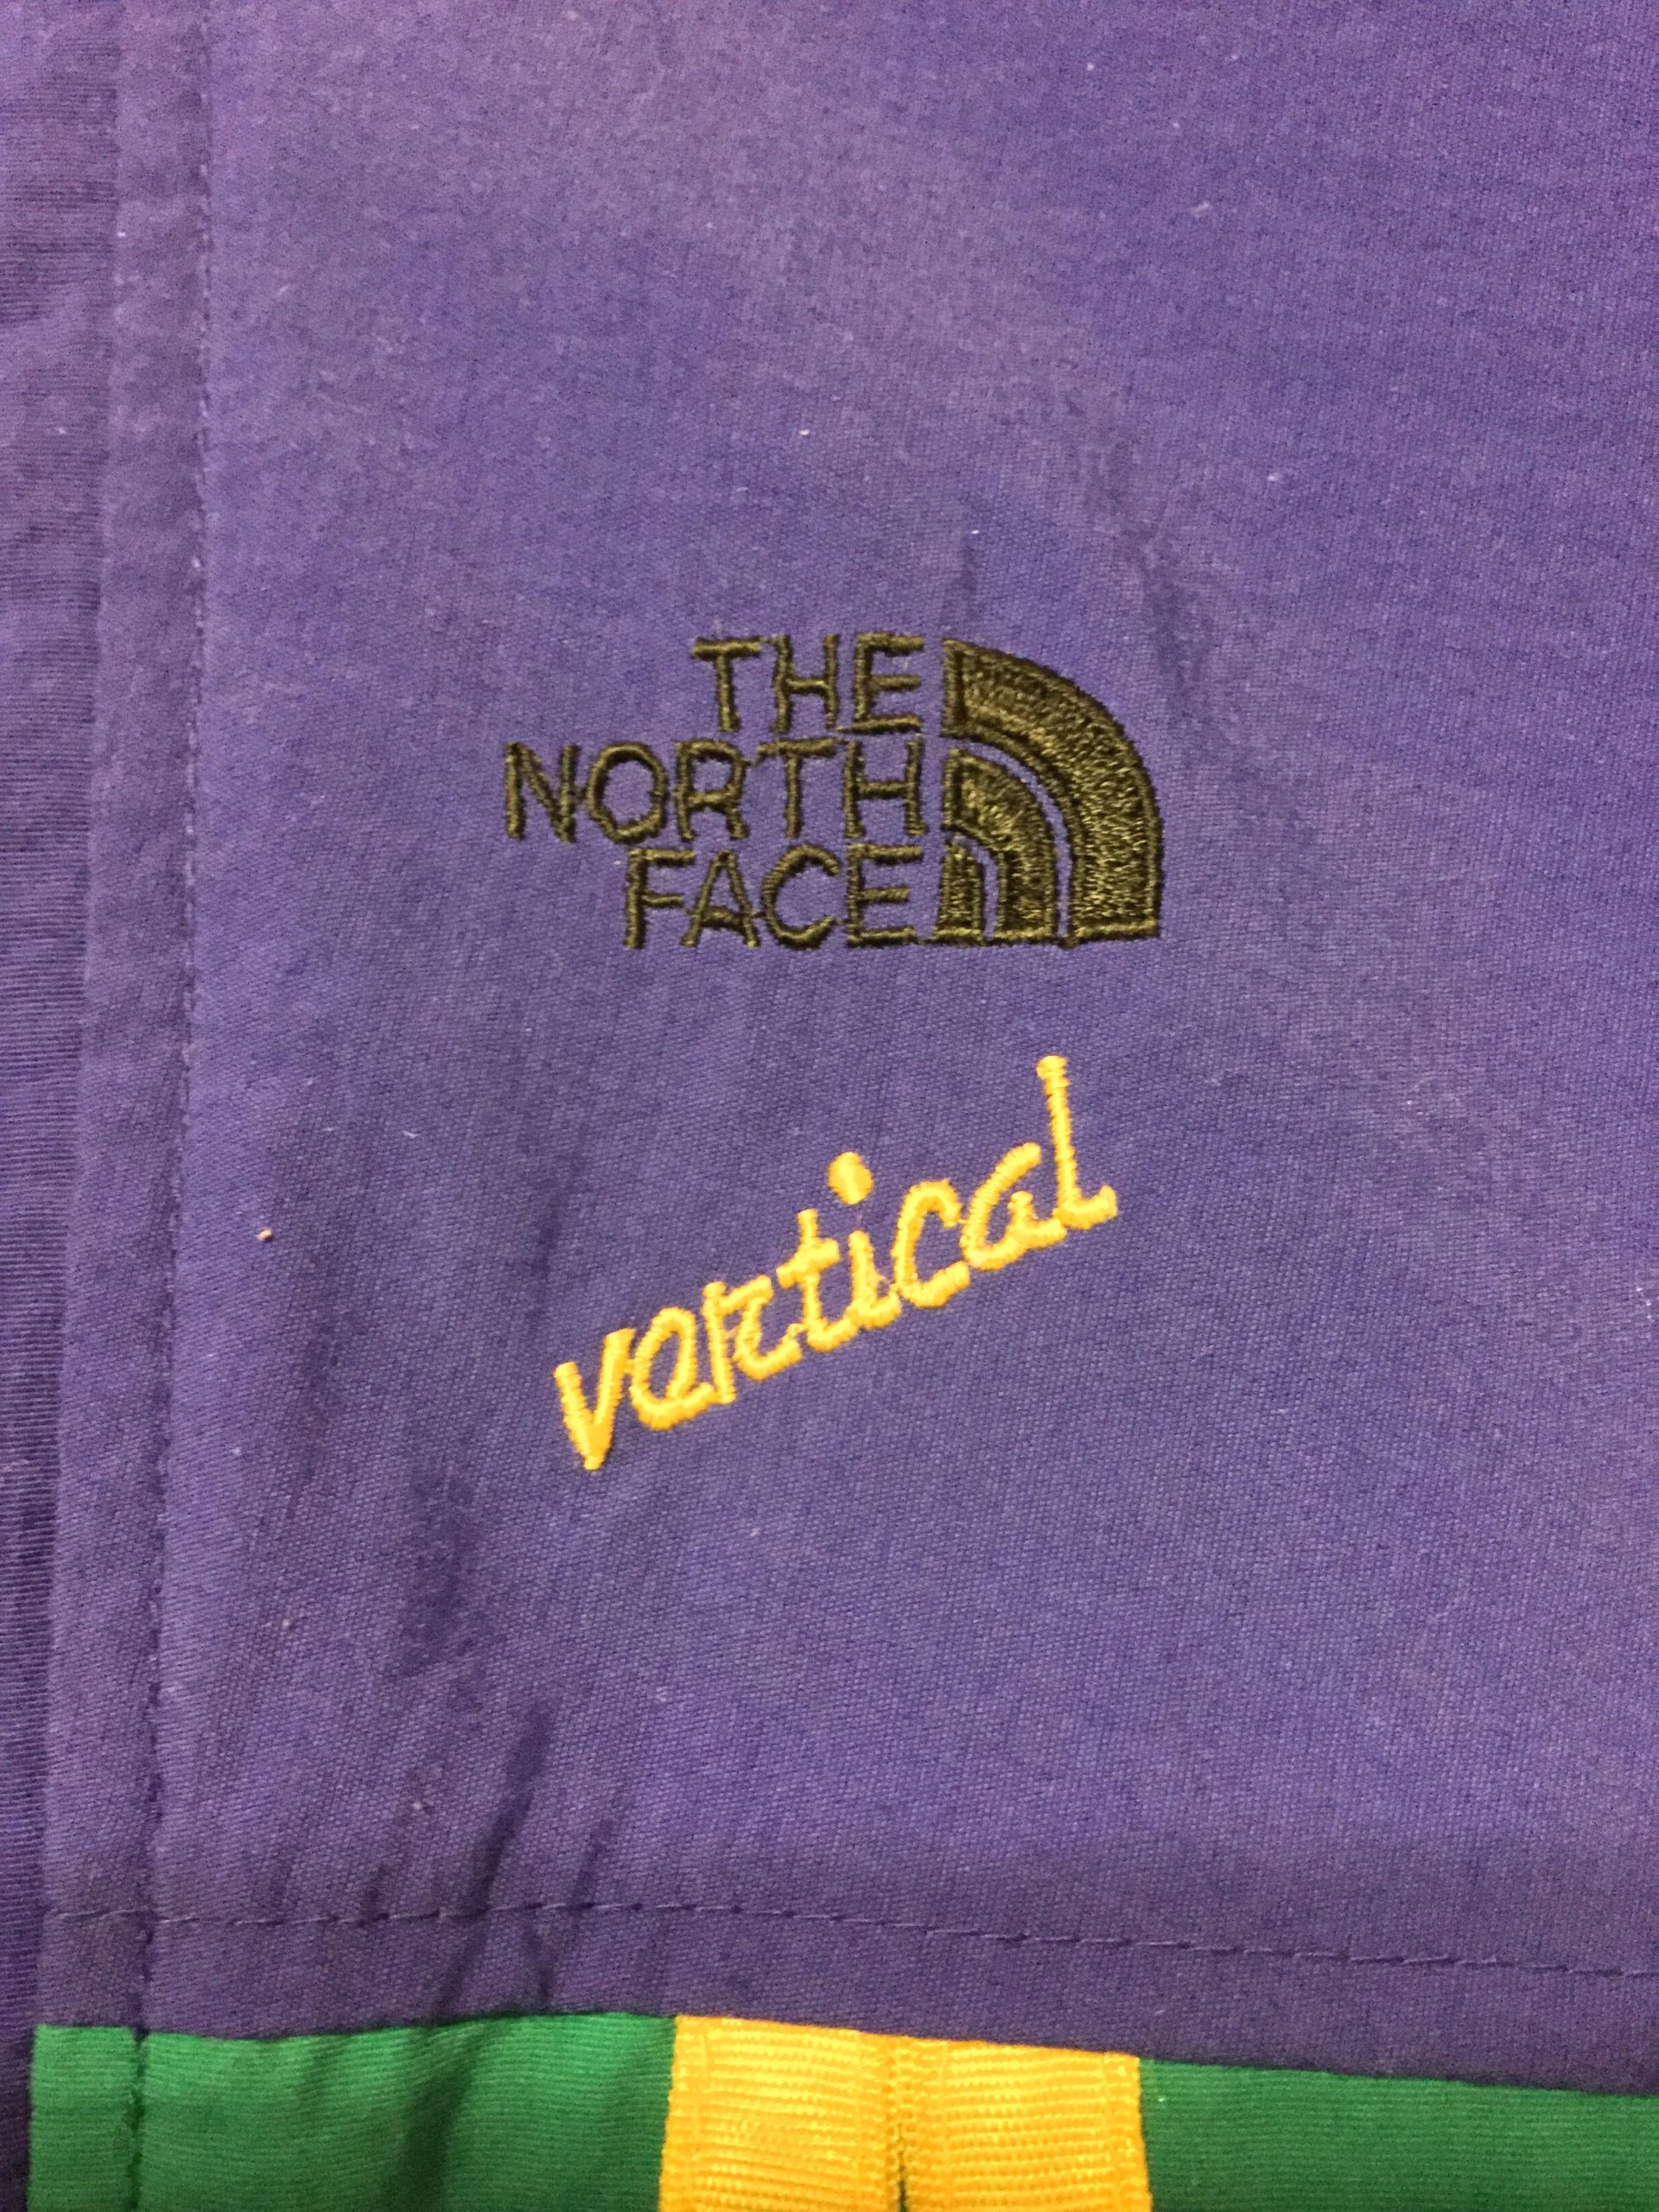 THE
NORTH
FACE
vertical